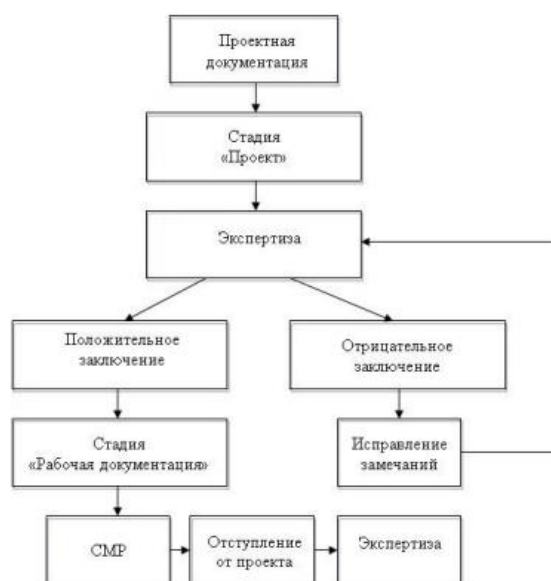 Проектная
документация
Стадия
«Проект»
Экспертиза
Положительное
заключение
Отрицательное
заключение
Стадия
«Рабочая документация»
Исправление
замечаний
СМР
Отступление
от проекта
Экспертиза